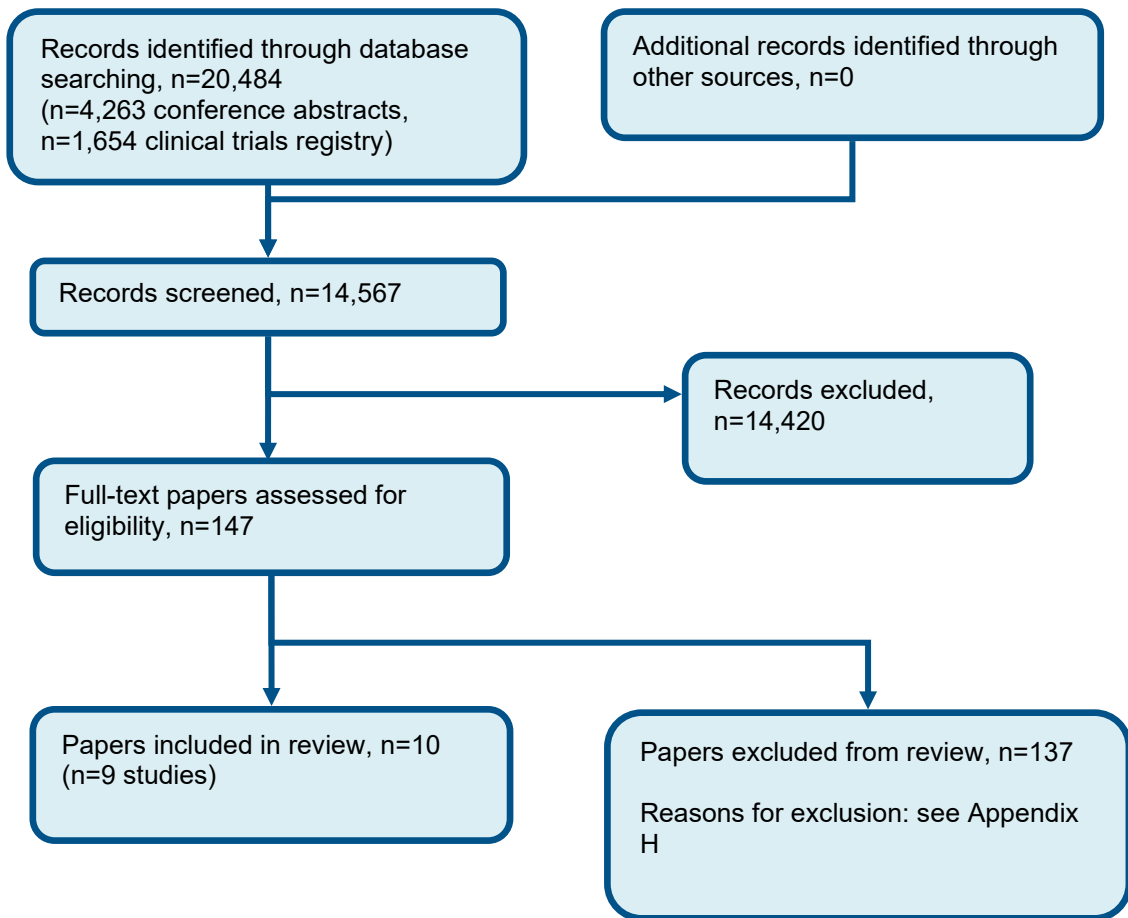 Records identified through database
searching, n=20,484
(n=4,263 conference abstracts,
n=1,654 clinical trials registry)
Additional records identified through
other sources, n=0
Records screened, n=14,567
Records excluded,
n=14,420
Full-text papers assessed for
eligibility, n=147
Papers included in review, n=10
(n=9 studies)
Papers excluded from review, n=137
Reasons for exclusion: see Appendix
H